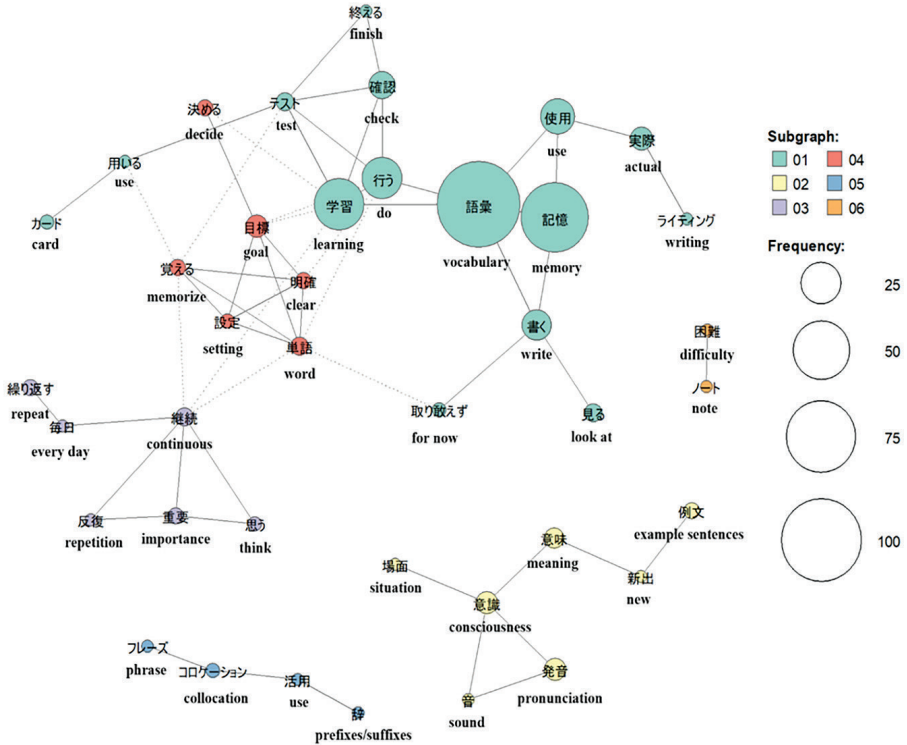 終える
finish
確認
check
決める
decide
テスト
test
使用
use
実際
actual
用いる
use
行う
do
学習
learning
語彙
vocabulary
記憶
memory
カード
card
ライティング
writing
目標
goal
覚える
memorize
明確
clear
設定
setting
単語
word
書く
write
困難
difficulty
ノート
note
繰り返す
repeat
毎日
every day
継続
continuous
取り敢えず
for now
見る
look at
反復
repetition
重要
importance
思う
think
例文
example sentences
意味
meaning
場面
situation
新出
new
意識
consciousness
発音
pronunciation
音
sound
フレーズ
phrase
コロケーション
collocation
活用
use
辞
prefixes/suffixes
Subgraph:
01 04
02 05
03 06
Frequency:
25
50
75
100